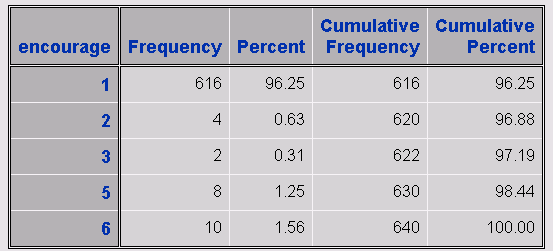 encourage Frequency Percent Cumulative Frequency Cumulative Percent
1 616 96.25 616 96.25
2 4 0.63 620 96.88
3 2 0.31 622 97.19
5 8 1.25 630 98.44
6 10 1.56 640 100.00